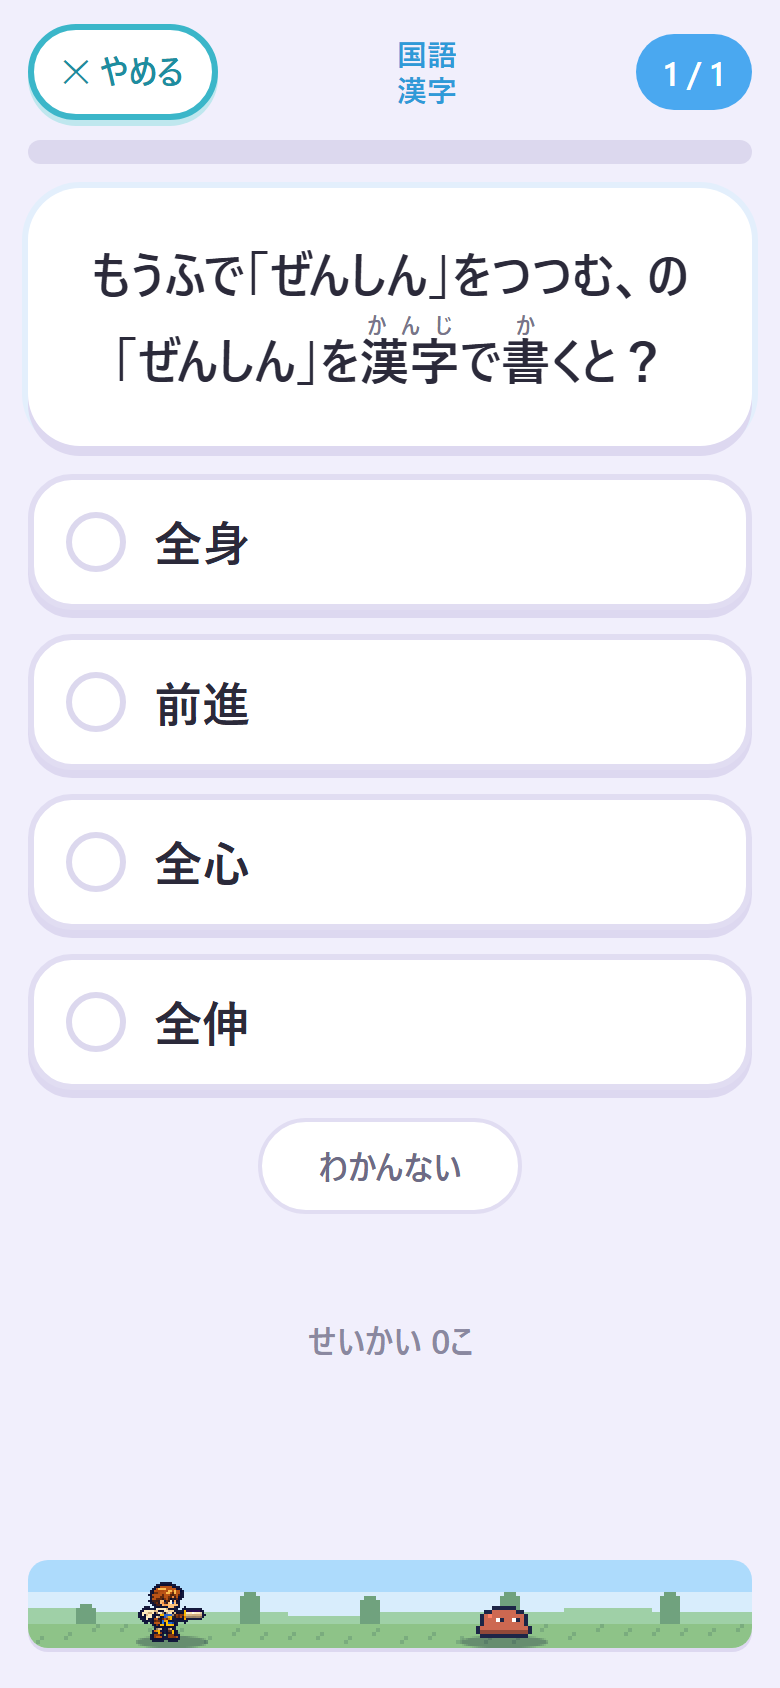 × やめる
国語
漢字
1 / 1
もうふで「ぜんしん」をつつむ、の
かんじ か
「ぜんしん」を漢字で書くと？
全身
前進
全心
全伸
わかんない
せいかい 0こ